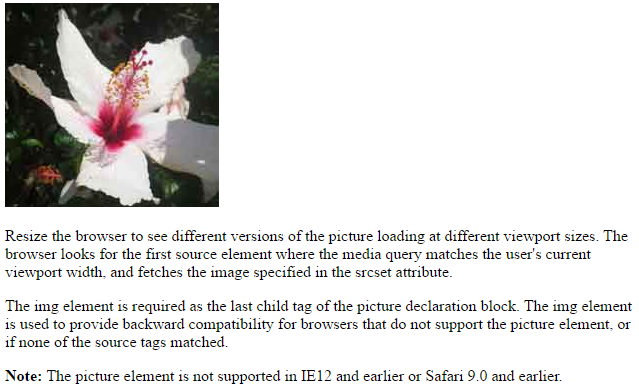 Resize the browser to see different versions of the picture loading at different viewport sizes. The
browser looks for the first source element where the media query matches the user's current
viewport width, and fetches the image specified in the srcset attribute.
The img element is required as the last child tag of the picture declaration block. The img element
is used to provide backward compatibility for browsers that do not support the picture element, or
if none of the source tags matched.
Note: The picture element is not supported in IE12 and earlier or Safari 9.0 and earlier.